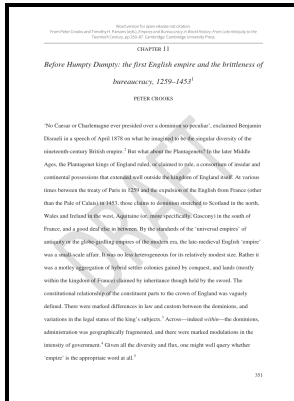 Word version for open release not citation
From Peter Crooks and Timothy H. Parsons (eds.), Empires and Bureaucracy in World History: From Late Antiquity to the
Twentieth Century, pp 250–87. Cambridge: Cambridge University Press.
CHAPTER 11
Before Humpty Dumpty: the first English empire and the brittleness of
bureaucracy, 1259–1453¹
PETER CROOKS
‘No Caesar or Charlemagne ever presided over a dominion so peculiar’, exclaimed Benjamin
Disraeli in a speech of April 1878 on what he imagined to be the singular diversity of the
nineteenth-century British empire.² But what about the Plantagenets? In the later Middle
Ages, the Plantagenet kings of England ruled, or claimed to rule, a consortium of insular and
continental possessions that extended well outside the kingdom of England itself. At various
times between the treaty of Paris in 1259 and the expulsion of the English from France (other
than the Pale of Calais) in 1453, those claims to dominion stretched to Scotland in the north,
Wales and Ireland in the west, Aquitaine (or, more specifically, Gascony) in the south of
France, and a good deal else in between. By the standards of the ‘universal empires’ of
antiquity or the globe-girdling empires of the modern era, the late-medieval English ‘empire’
was a small-scale affair. It was no less heterogeneous for its relatively modest size. Rather it
was a motley aggregation of hybrid settler colonies gained by conquest, and lands (mostly
within the kingdom of France) claimed by inheritance though held by the sword. The
constitutional relationship of the constituent parts to the crown of England was vaguely
defined. There were marked differences in law and custom between the dominions, and
variations in the legal status of the king’s subjects.³ Across—indeed within—the dominions,
administration was geographically fragmented, and there were marked modulations in the
intensity of government.⁴ Given all the diversity and flux, one might well query whether
‘empire’ is the appropriate word at all.⁵
351
DRAFT